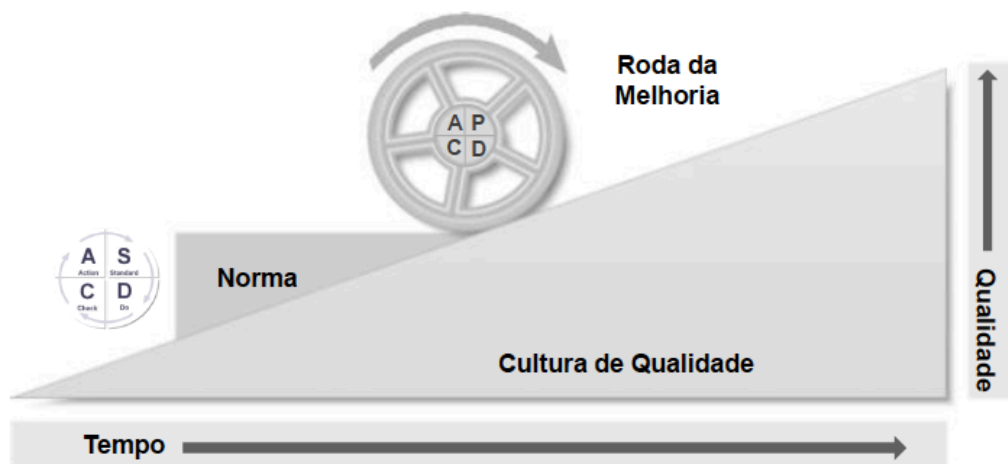 Roda da
Melhoria
A P
C D
A S
Action Standard
C D
Check Do
Norma
Cultura de Qualidade
Qualidade
Tempo